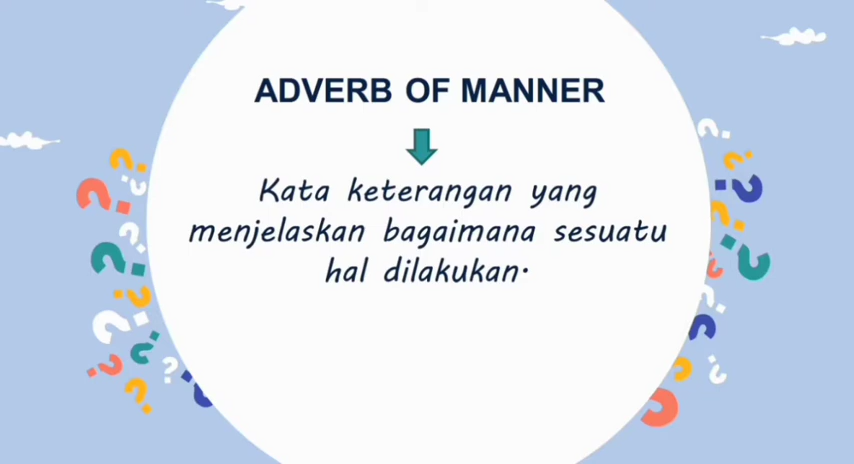 ADVERB OF MANNER
Kata keterangan yang
menjelaskan bagaimana sesuatu
hal dilakukan.